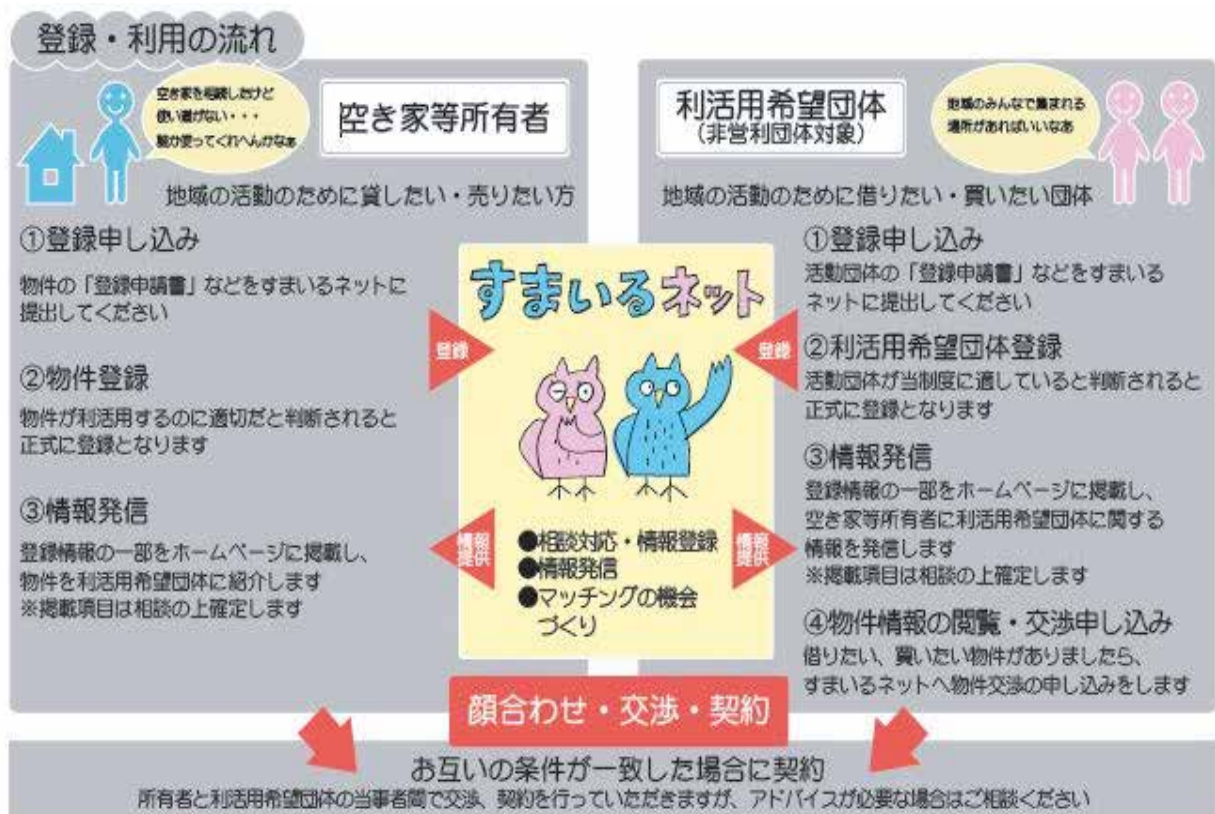 登録・利用の流れ
空き家を相続したけど
使い道がない・・・
誰か使ってくれへんかなぁ
空き家等所有者
地域の活動のために貸したい・売りたい方
①登録申し込み
物件の「登録申請書」などをすまいるネットに
提出してください
②物件登録
物件が利活用するのに適切だと判断されると
正式に登録となります
③情報発信
登録情報の一部をホームページに掲載し、
物件を利活用希望団体に紹介します
※掲載項目は相談の上確定します
すまいるネット
登録
登録
情報
提供
情報
提供
●相談対応・情報登録
●情報発信
●マッチングの機会
づくり
利活用希望団体
(非営利団体対象)
地域のみんなで集まれる
場所があればいいなあ
地域の活動のために借りたい・買いたい団体
①登録申し込み
活動団体の「登録申請書」などをすまいる
ネットに提出してください
②利活用希望団体登録
活動団体が当制度に適していると判断されると
正式に登録となります
③情報発信
登録情報の一部をホームページに掲載し、
空き家等所有者に利活用希望団体に関する
情報を発信します
※掲載項目は相談の上確定します
④物件情報の閲覧・交渉申し込み
借りたい、買いたい物件がありましたら、
すまいるネットへ物件交渉の申し込みをします
顔合わせ・交渉・契約
お互いの条件が一致した場合に契約
所有者と利活用希望団体の当事者間で交渉、契約を行っていただきますが、アドバイスが必要な場合はご相談ください